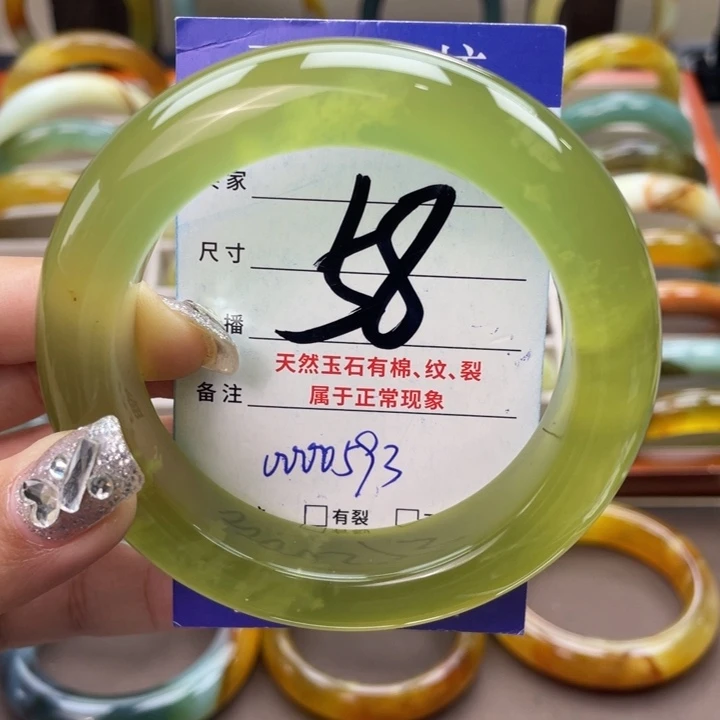 家
尺寸
58
播
天然玉石有棉、纹、裂
备注
属于正常现象
0000593
有裂